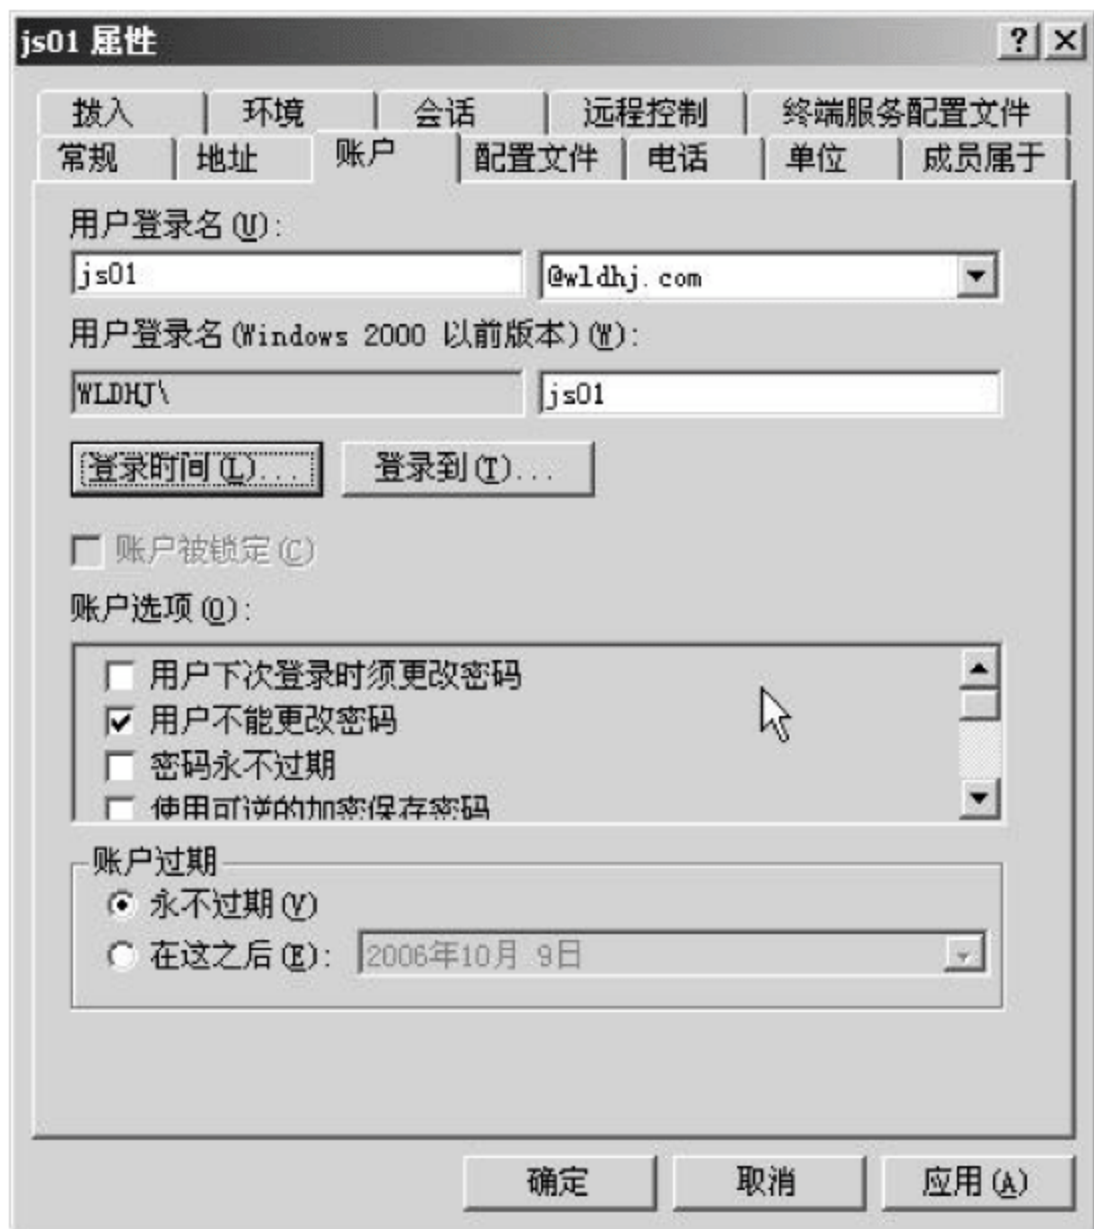 js01 属性
拨入 环境 会话 远程控制 终端服务配置文件
常规 地址 账户 配置文件 电话 单位 成员属于
用户登录名(U):
js01 @wldhj.com
用户登录名(Windows 2000 以前版本)(W):
WLDHJ\ js01
登录时间(L)... 登录到(T)...
账户被锁定(C)
账户选项(O):
用户下次登录时须更改密码
用户不能更改密码
密码永不过期
使用可逆的加密保存密码
账户过期
永不过期(V)
在这之后(E): 2006年10月 9日
确定 取消 应用(A)